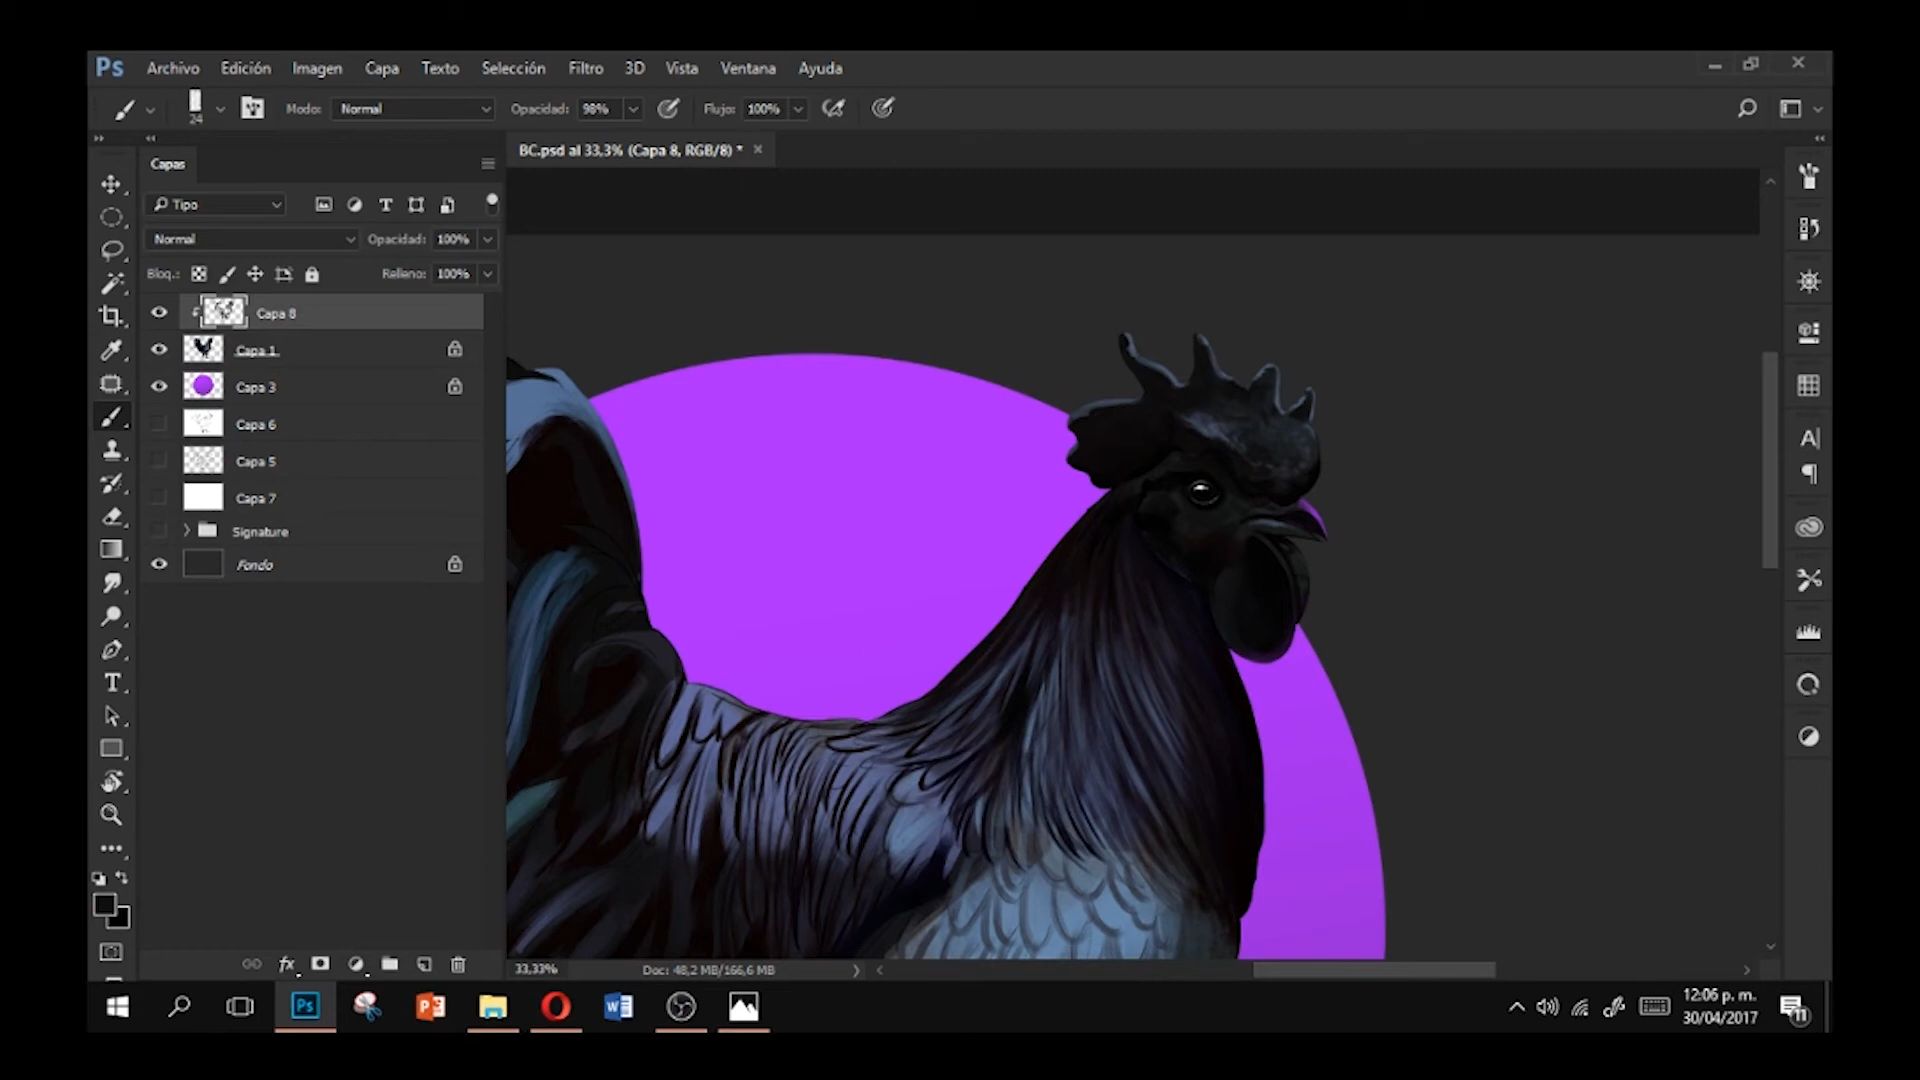 Ps Archivo Edición Imagen Capa Texto Selección Filtro 3D Vista Ventana Ayuda
24 Modo: Normal Opacidad: 98% Flujo: 100%
BC.psd al 33,3% (Capa 8, RGB/8) *
Capas
Tipo
Normal Opacidad: 100%
Bloq.: Relleno: 100%
Capa 8
Capa 1
Capa 3
Capa 6
Capa 5
Capa 7
Signature
Fondo
33,33% Doc: 48,2 MB/166,6 MB
12:06 p. m.
30/04/2017
11